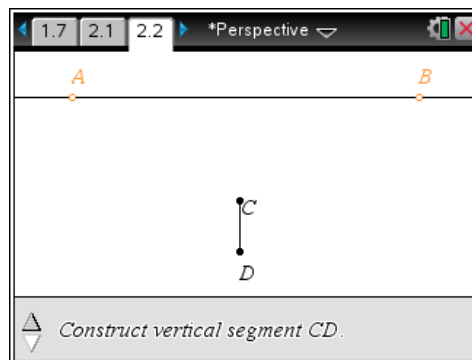 1.7 2.1 2.2 *Perspective
A B
C
D
Construct vertical segment CD.